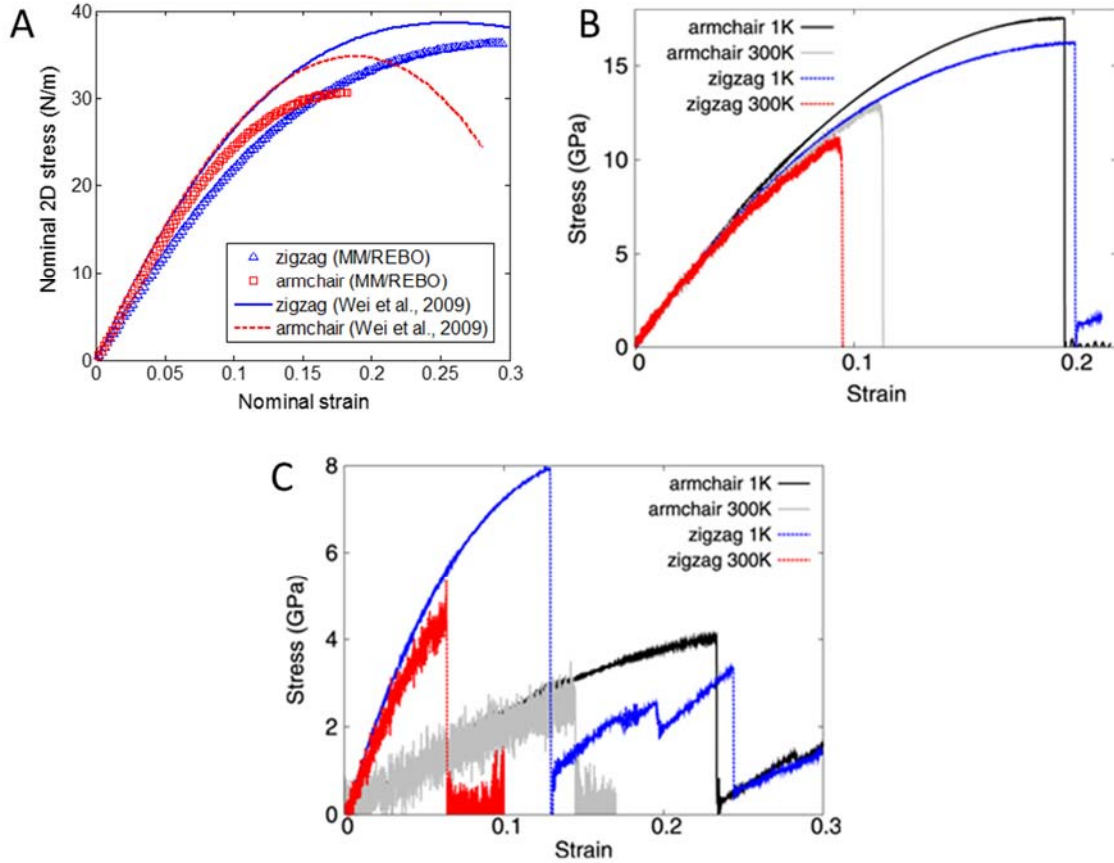 A
Nominal 2D stress (N/m)
40
35
30
25
20
15
10
5
0
0 0.05 0.1 0.15 0.2 0.25 0.3
Nominal strain
zigzag (MM/REBO)
armchair (MM/REBO)
zigzag (Wei et al., 2009)
armchair (Wei et al., 2009)
B
Stress (GPa)
15
10
5
0
0 0.1 0.2
Strain
armchair 1K
armchair 300K
zigzag 1K
zigzag 300K
C
Stress (GPa)
8
6
4
2
0
0 0.1 0.2 0.3
Strain
armchair 1K
armchair 300K
zigzag 1K
zigzag 300K